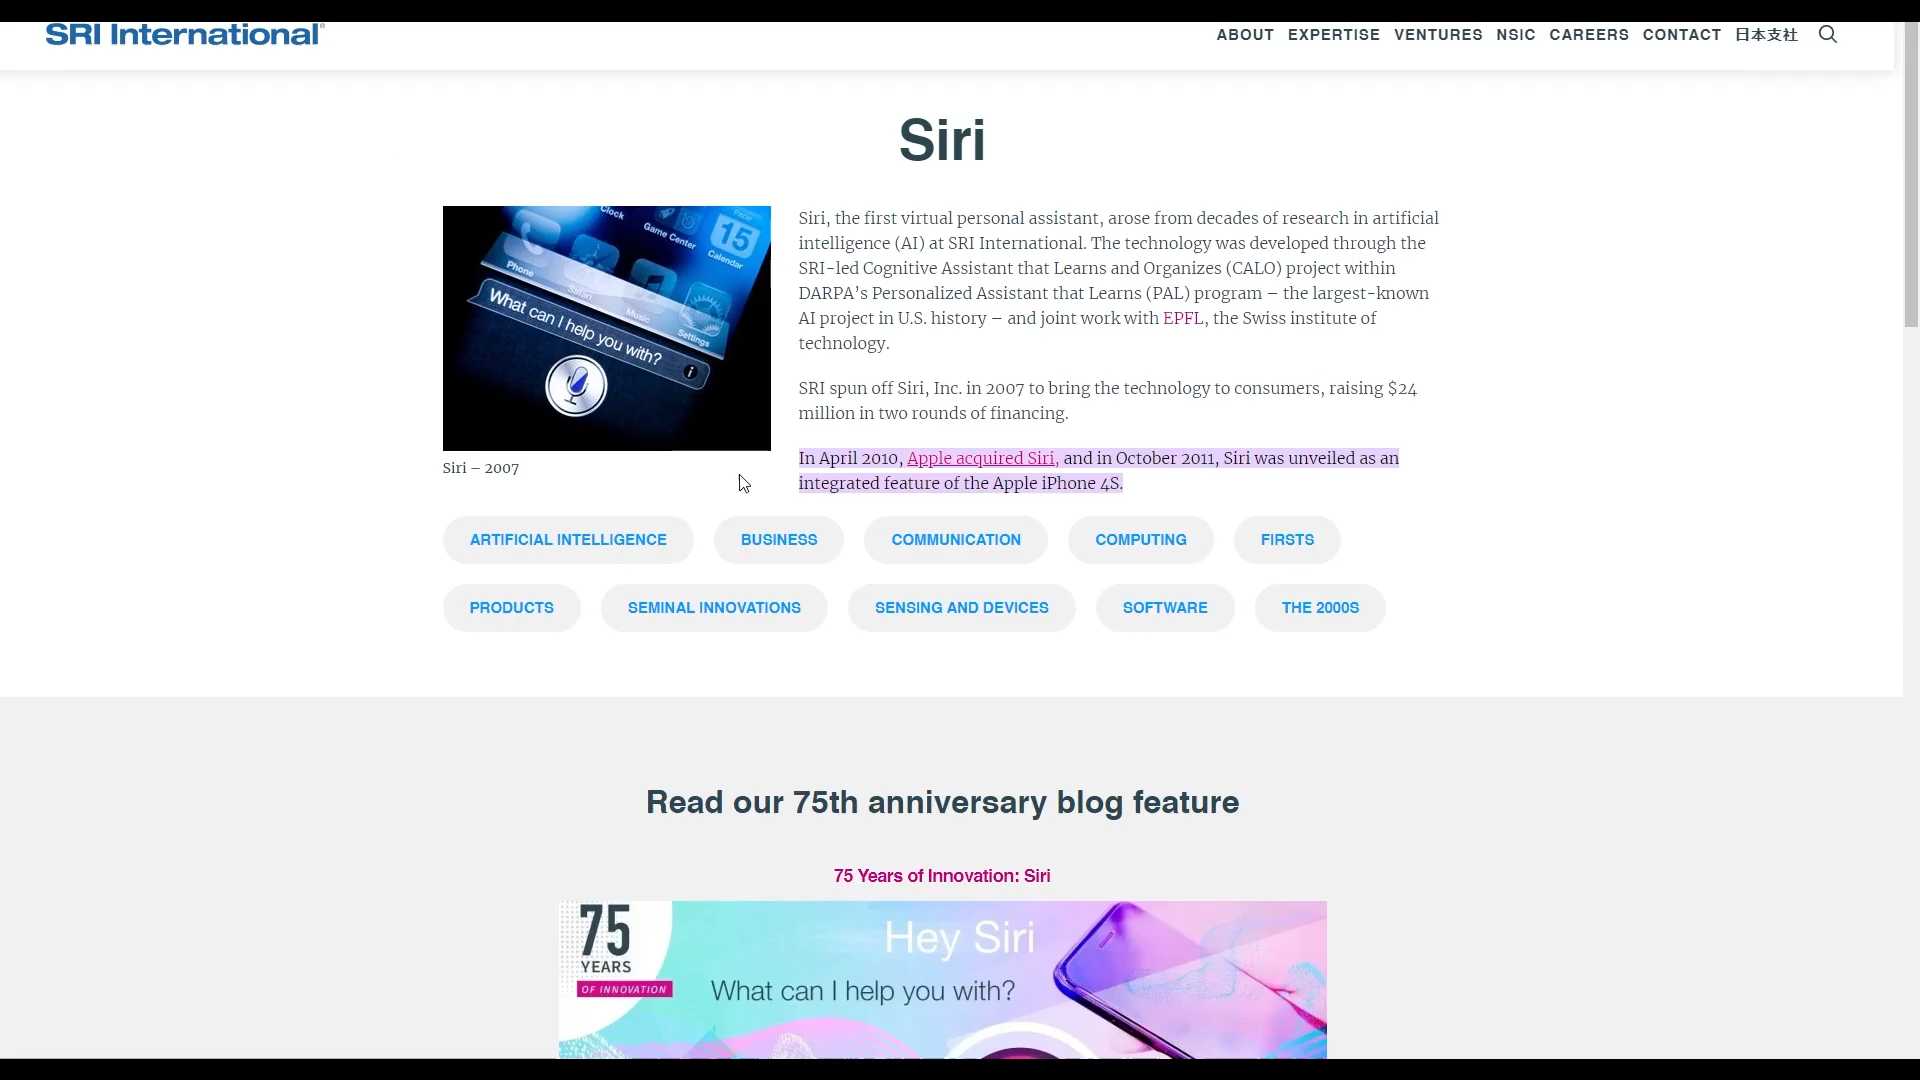 SRI International®
ABOUT EXPERTISE VENTURES NSIC CAREERS CONTACT 日本支社
Siri
Clock
Game Center
15
Calendar
Phone
Safari
Music
Settings
What can I help you with?
Siri – 2007
Siri, the first virtual personal assistant, arose from decades of research in artificial
intelligence (AI) at SRI International. The technology was developed through the
SRI-led Cognitive Assistant that Learns and Organizes (CALO) project within
DARPA’s Personalized Assistant that Learns (PAL) program – the largest-known
AI project in U.S. history – and joint work with EPFL, the Swiss institute of
technology.
SRI spun off Siri, Inc. in 2007 to bring the technology to consumers, raising $24
million in two rounds of financing.
In April 2010, Apple acquired Siri, and in October 2011, Siri was unveiled as an
integrated feature of the Apple iPhone 4S.
ARTIFICIAL INTELLIGENCE BUSINESS COMMUNICATION COMPUTING FIRSTS
PRODUCTS SEMINAL INNOVATIONS SENSING AND DEVICES SOFTWARE THE 2000S
Read our 75th anniversary blog feature
75 Years of Innovation: Siri
75
YEARS
OF INNOVATION
Hey Siri
What can I help you with?